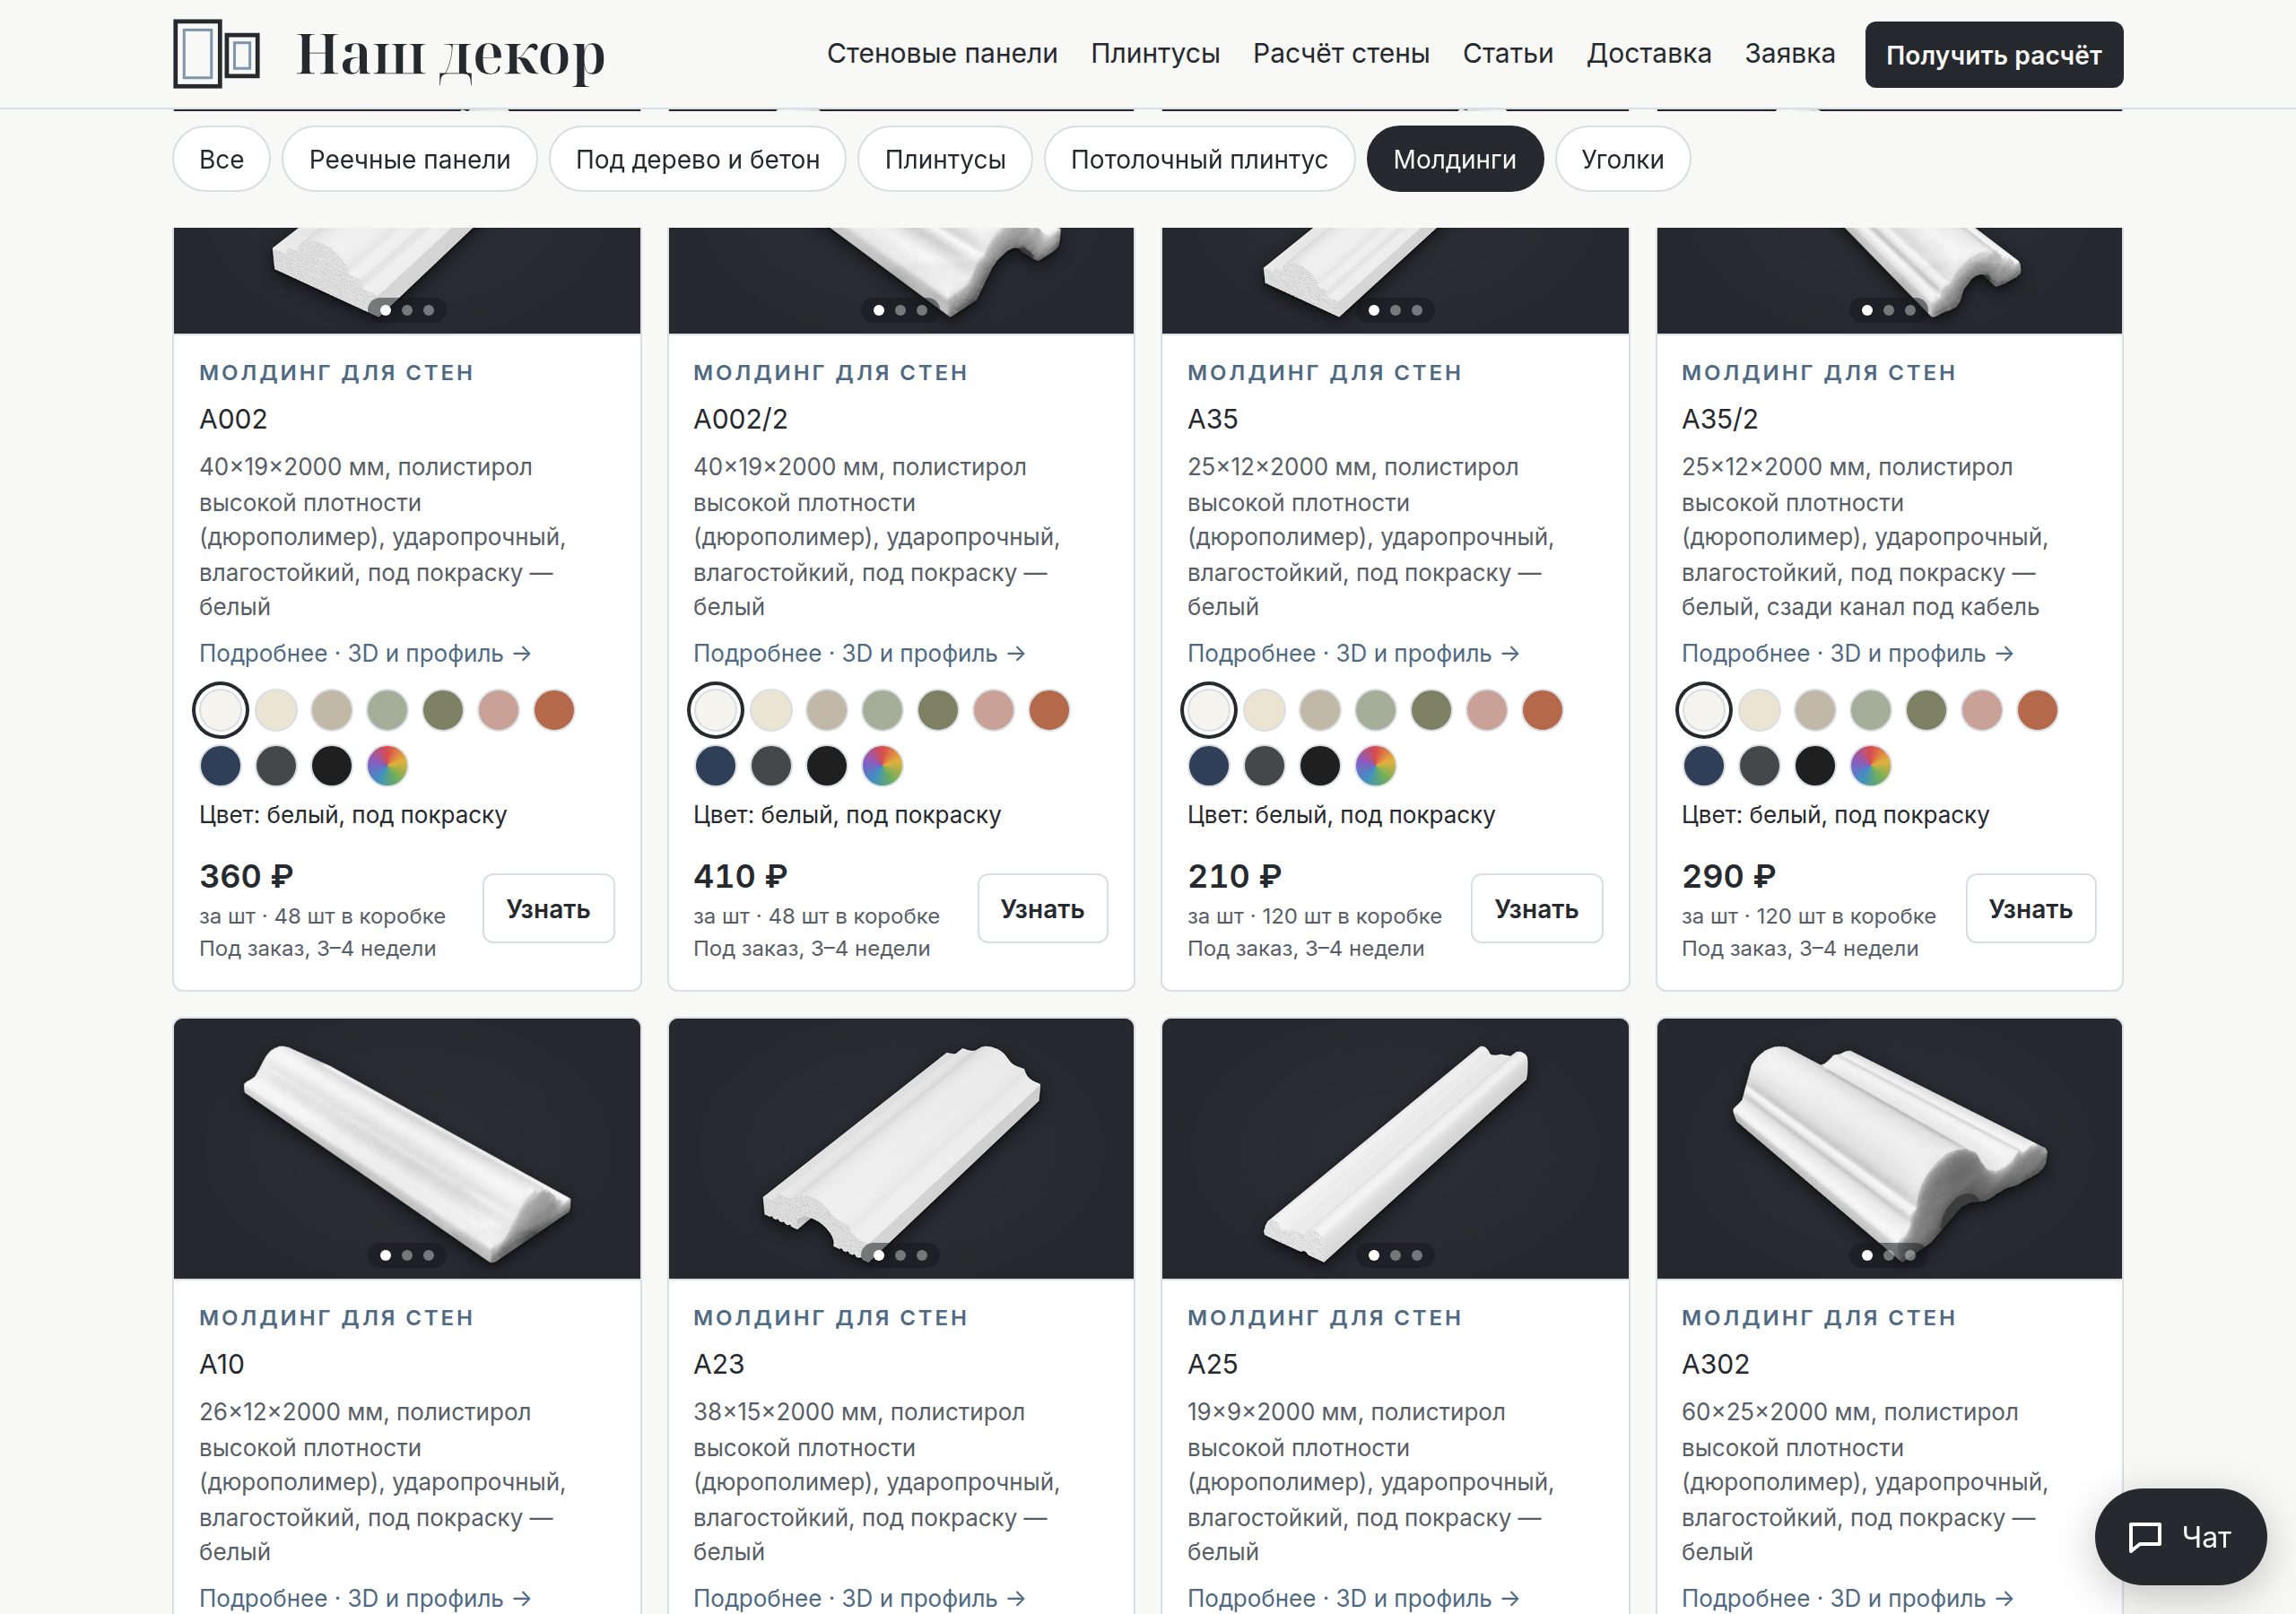 Наш декор
Стеновые панели Плинтусы Расчёт стены Статьи Доставка Заявка Получить расчёт
Все Реечные панели Под дерево и бетон Плинтусы Потолочный плинтус Молдинги Уголки
МОЛДИНГ ДЛЯ СТЕН
A002
40×19×2000 мм, полистирол
высокой плотности
(дюрополимер), ударопрочный,
влагостойкий, под покраску —
белый
Подробнее · 3D и профиль →
Цвет: белый, под покраску
360 ₽
за шт · 48 шт в коробке
Под заказ, 3–4 недели
Узнать
МОЛДИНГ ДЛЯ СТЕН
A002/2
40×19×2000 мм, полистирол
высокой плотности
(дюрополимер), ударопрочный,
влагостойкий, под покраску —
белый
Подробнее · 3D и профиль →
Цвет: белый, под покраску
410 ₽
за шт · 48 шт в коробке
Под заказ, 3–4 недели
Узнать
МОЛДИНГ ДЛЯ СТЕН
A35
25×12×2000 мм, полистирол
высокой плотности
(дюрополимер), ударопрочный,
влагостойкий, под покраску —
белый
Подробнее · 3D и профиль →
Цвет: белый, под покраску
210 ₽
за шт · 120 шт в коробке
Под заказ, 3–4 недели
Узнать
МОЛДИНГ ДЛЯ СТЕН
A35/2
25×12×2000 мм, полистирол
высокой плотности
(дюрополимер), ударопрочный,
влагостойкий, под покраску —
белый, сзади канал под кабель
Подробнее · 3D и профиль →
Цвет: белый, под покраску
290 ₽
за шт · 120 шт в коробке
Под заказ, 3–4 недели
Узнать
МОЛДИНГ ДЛЯ СТЕН
A10
26×12×2000 мм, полистирол
высокой плотности
(дюрополимер), ударопрочный,
влагостойкий, под покраску —
белый
Подробнее · 3D и профиль →
МОЛДИНГ ДЛЯ СТЕН
A23
38×15×2000 мм, полистирол
высокой плотности
(дюрополимер), ударопрочный,
влагостойкий, под покраску —
белый
Подробнее · 3D и профиль →
МОЛДИНГ ДЛЯ СТЕН
A25
19×9×2000 мм, полистирол
высокой плотности
(дюрополимер), ударопрочный,
влагостойкий, под покраску —
белый
Подробнее · 3D и профиль →
МОЛДИНГ ДЛЯ СТЕН
A302
60×25×2000 мм, полистирол
высокой плотности
(дюрополимер), ударопрочный,
влагостойкий, под покраску —
белый
Подробнее · 3D и профиль →
Чат